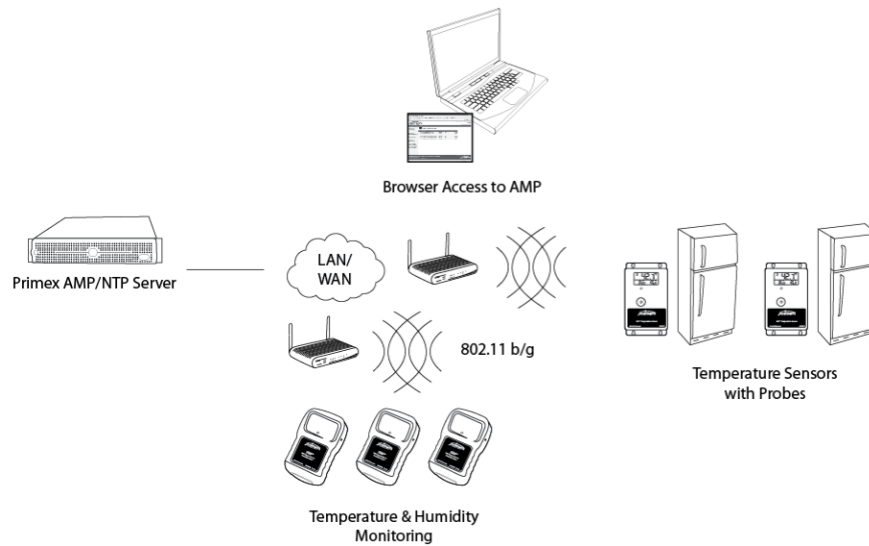 Browser Access to AMP
LAN/
WAN
Primex AMP/NTP Server
802.11 b/g
Temperature Sensors
with Probes
Temperature & Humidity
Monitoring